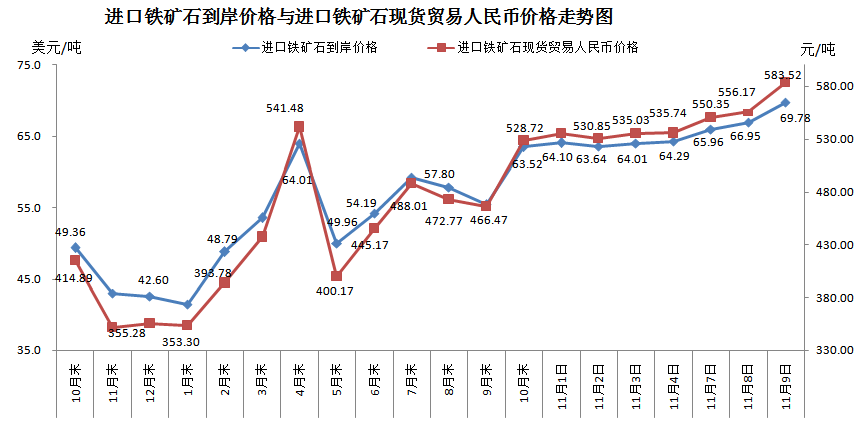 进口铁矿石到岸价格与进口铁矿石现货贸易人民币价格走势图
美元/吨
进口铁矿石到岸价格
进口铁矿石现货贸易人民币价格
元/吨
75.0
65.0
55.0
45.0
35.0
580.00
530.00
480.00
430.00
380.00
330.00
49.36
414.89
355.28
42.60
353.30
48.79
393.78
541.48
64.01
49.96
400.17
54.19
445.17
488.01
57.80
472.77
466.47
528.72
63.52
64.10
530.85
63.64
535.03
64.01
535.74
64.29
550.35
65.96
556.17
66.95
583.52
69.78
10月末
11月末
12月末
1月末
2月末
3月末
4月末
5月末
6月末
7月末
8月末
9月末
10月末
11月1日
11月2日
11月3日
11月4日
11月7日
11月8日
11月9日